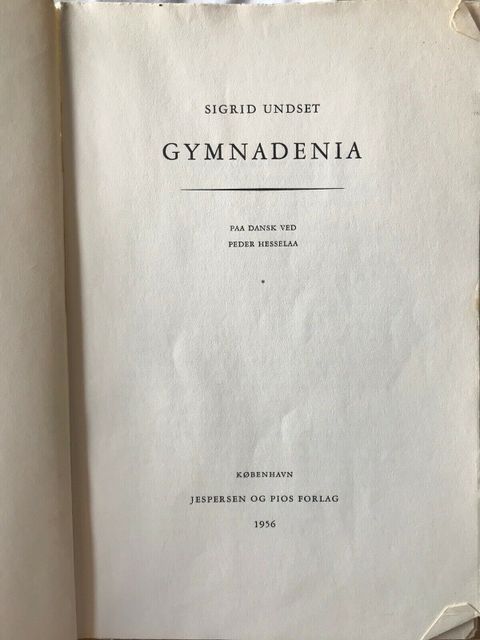 SIGRID UNDSET
GYMNADENIA
PAA DANSK VED
PEDER HESSELAA
*
KØBENHAVN
JESPERSEN OG PIOS FORLAG
1956